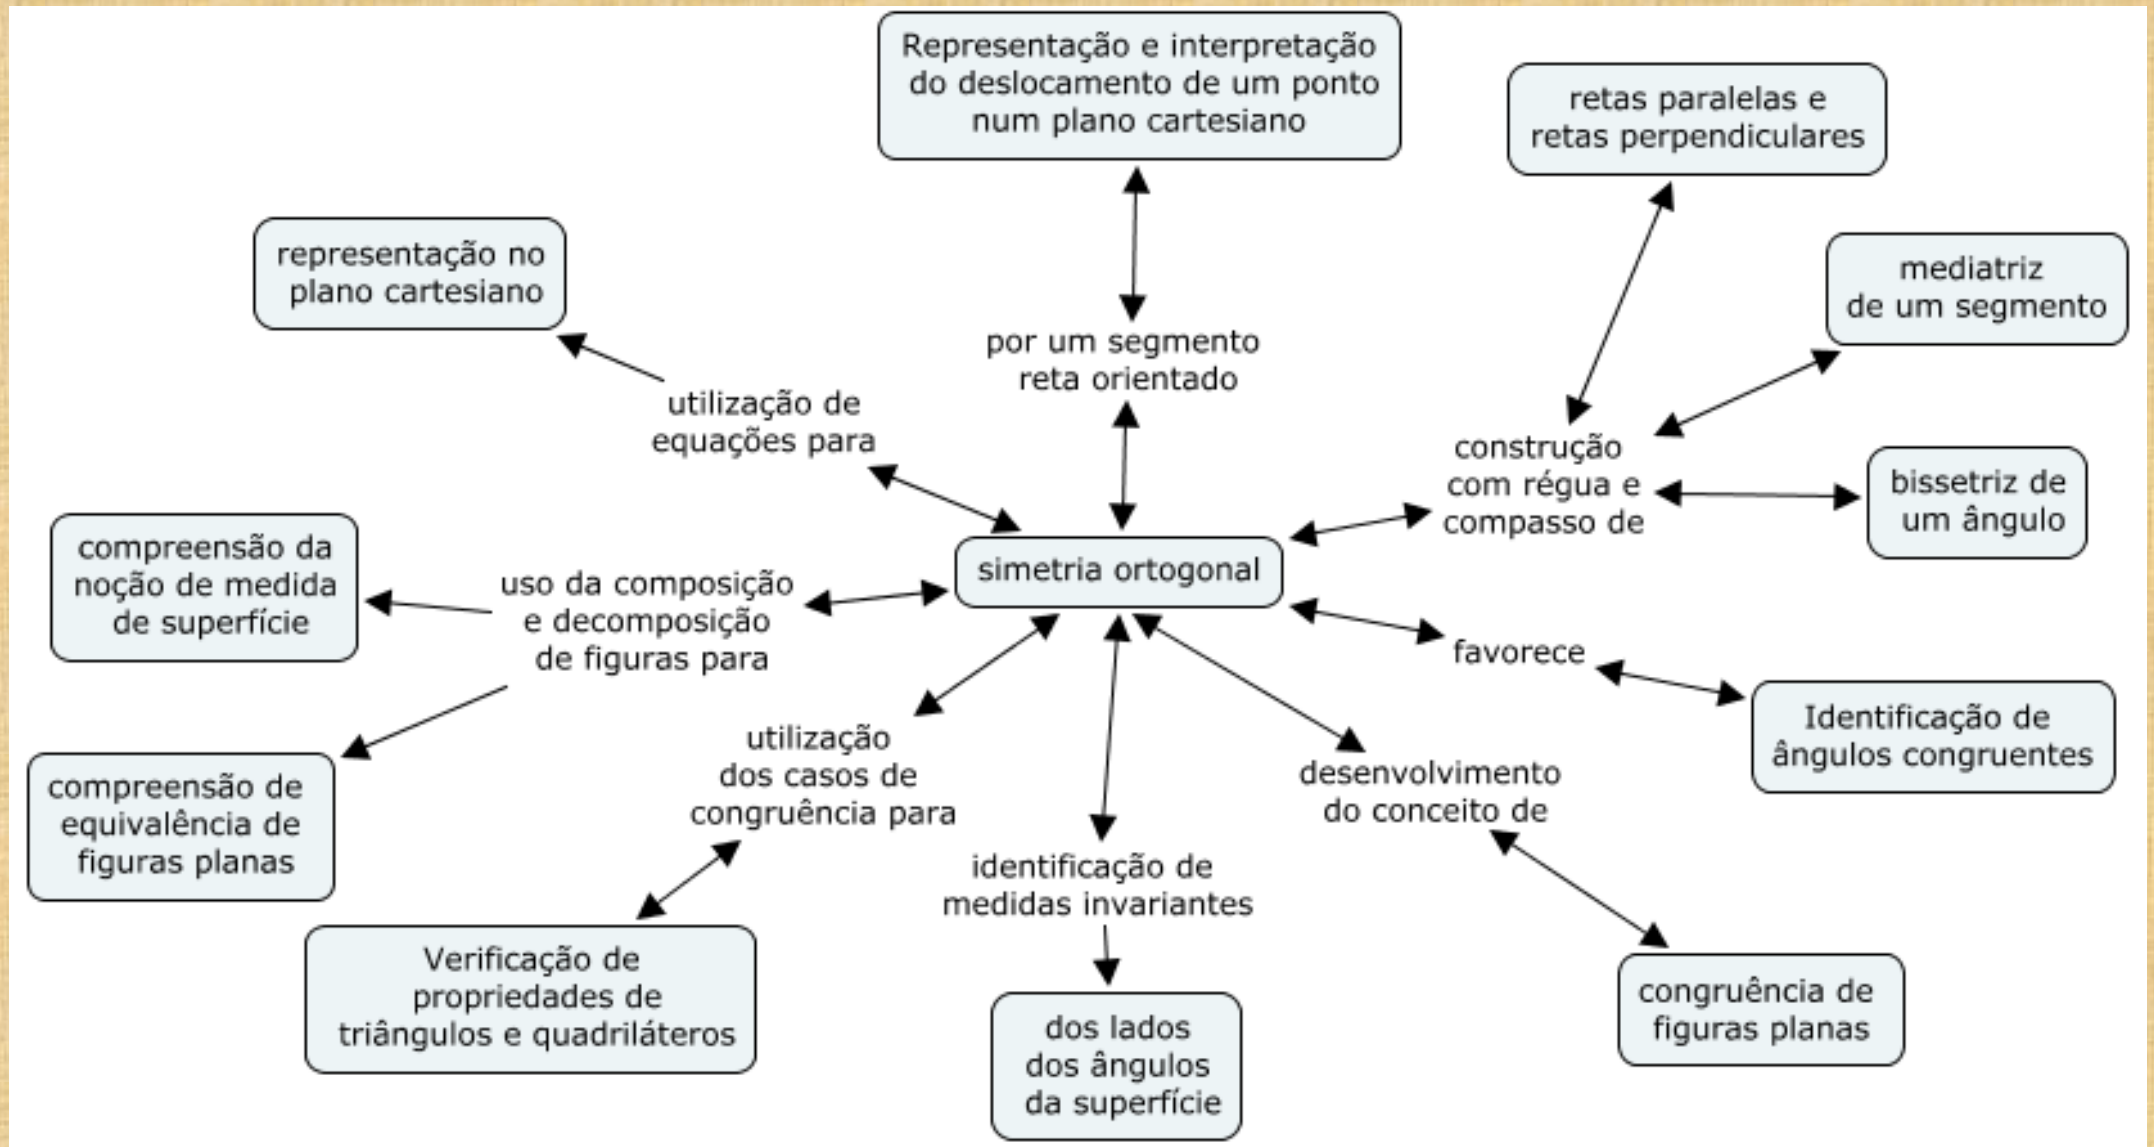 Representação e interpretação
do deslocamento de um ponto
num plano cartesiano
retas paralelas e
retas perpendiculares
representação no
plano cartesiano
mediatriz
de um segmento
por um segmento
reta orientado
utilização de
equações para
construção
com régua e
compasso de
bissetriz de
um ângulo
simetria ortogonal
compreensão da
noção de medida
de superfície
uso da composição
e decomposição
de figuras para
favorece
Identificação de
ângulos congruentes
utilização
dos casos de
congruência para
desenvolvimento
do conceito de
compreensão de
equivalência de
figuras planas
identificação de
medidas invariantes
Verificação de
propriedades de
triângulos e quadriláteros
congruência de
figuras planas
dos lados
dos ângulos
da superfície